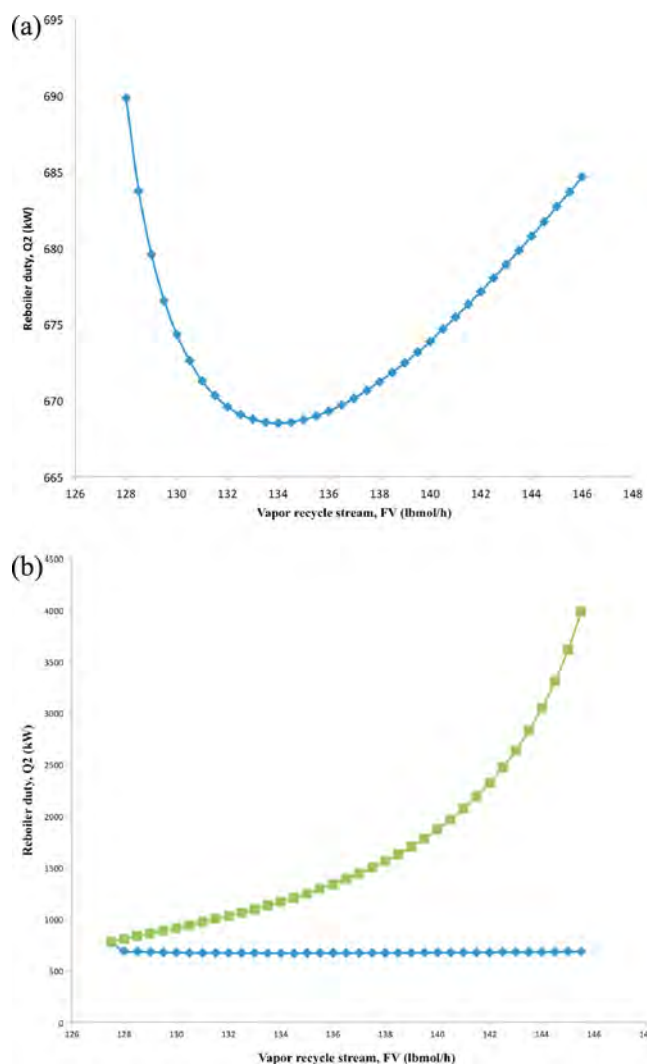 (a)
695
690
685
680
675
670
665
Reboiler duty, Q2 (kW)
126 128 130 132 134 136 138 140 142 144 146 148
Vapor recycle stream, FV (lbmol/h)
(b)
4500
4000
3500
3000
2500
2000
1500
1000
500
0
Reboiler duty, Q2 (kW)
126 128 130 132 134 136 138 140 142 144 146
Vapor recycle stream, FV (lbmol/h)